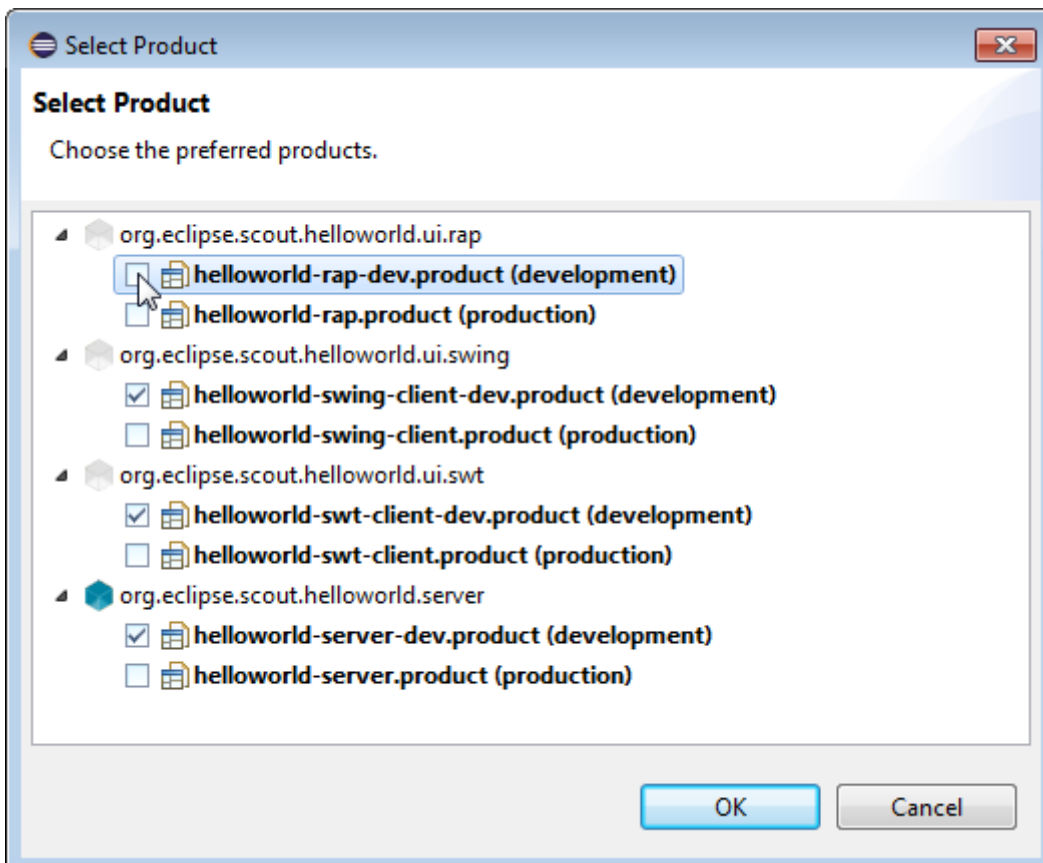 Select Product
Select Product
Choose the preferred products.
org.eclipse.scout.helloworld.ui.rap
helloworld-rap-dev.product (development)
helloworld-rap.product (production)
org.eclipse.scout.helloworld.ui.swing
helloworld-swing-client-dev.product (development)
helloworld-swing-client.product (production)
org.eclipse.scout.helloworld.ui.swt
helloworld-swt-client-dev.product (development)
helloworld-swt-client.product (production)
org.eclipse.scout.helloworld.server
helloworld-server-dev.product (development)
helloworld-server.product (production)
OK Cancel